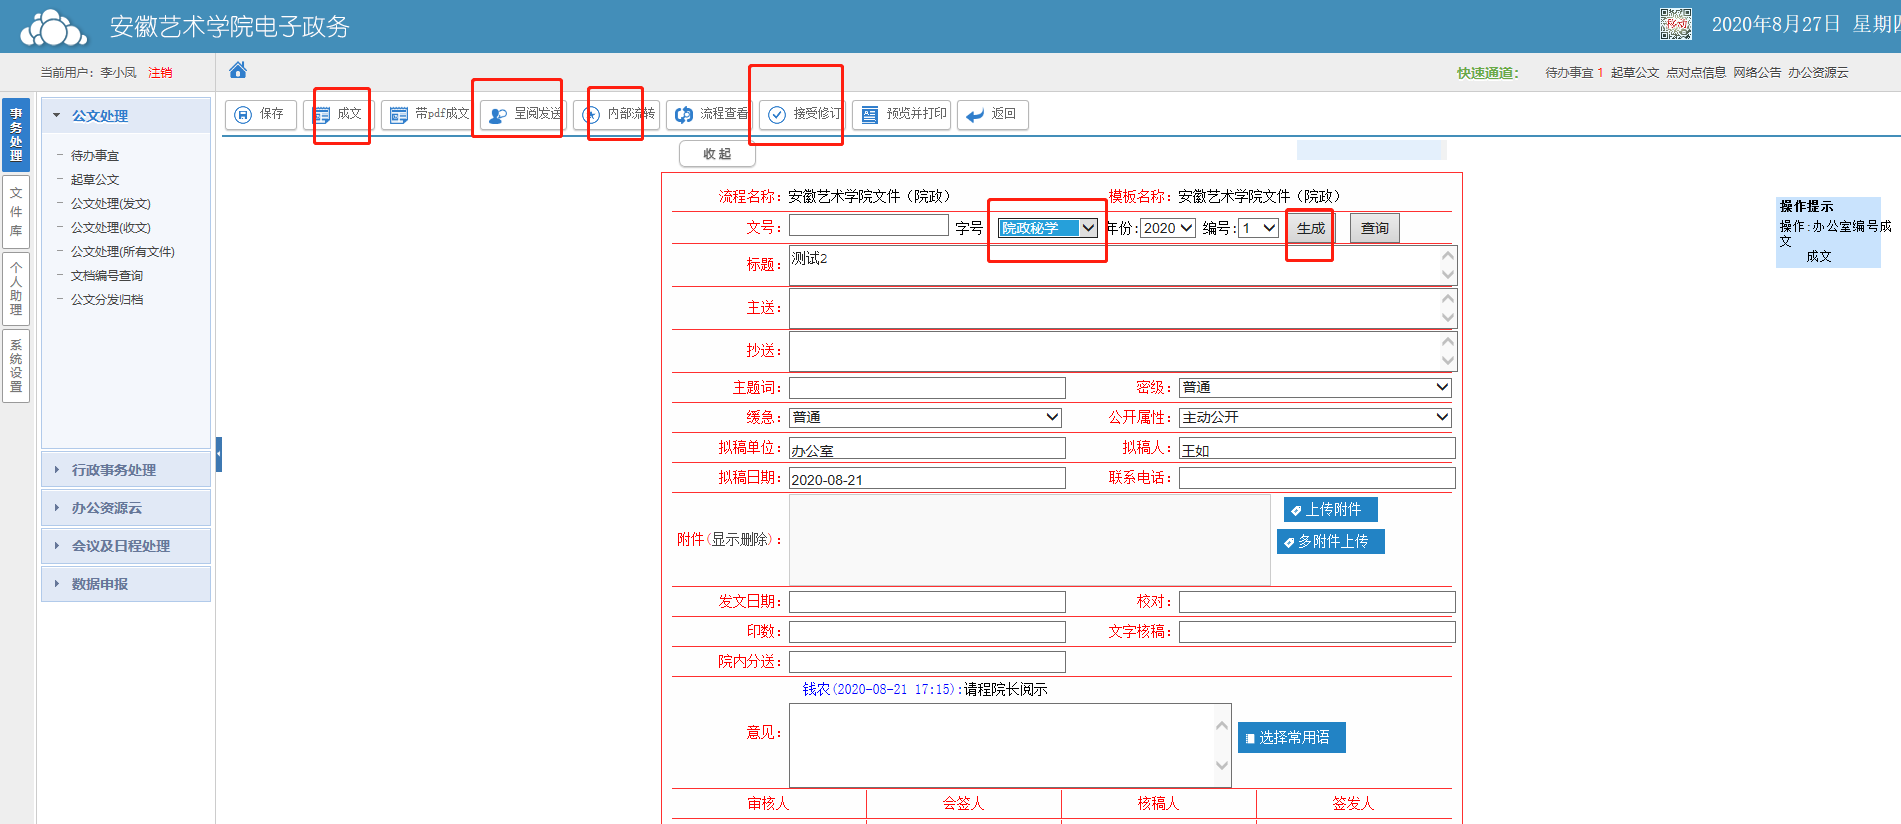 安徽艺术学院电子政务
移动
2020年8月27日 星期四
当前用户：李小凤 注销
快速通道： 待办事宜 1 起草公文 点对点信息 网络公告 办公资源云
事务处理
文件库
个人助理
系统设置
公文处理
待办事宜
起草公文
公文处理(发文)
公文处理(收文)
公文处理(所有文件)
文档编号查询
公文分发归档
行政事务处理
办公资源云
会议及日程处理
数据申报
保存 成文 带pdf成文 呈阅发送 内部流转 流程查看 接受修订 预览并打印 返回
收起
流程名称：安徽艺术学院文件（院政） 模板名称：安徽艺术学院文件（院政）
文号： 字号 院政秘学 年份:2020 编号:1 生成 查询
标题： 测试2
主送：
抄送：
主题词： 密级： 普通
缓急： 普通 公开属性： 主动公开
拟稿单位： 办公室 拟稿人： 王如
拟稿日期： 2020-08-21 联系电话：
附件(显示删除)： 上传附件
多附件上传
发文日期： 校对：
印数： 文字核稿：
院内分送：
钱农(2020-08-21 17:15):请程院长阅示
意见： 选择常用语
审核人 会签人 核稿人 签发人
操作提示
操作:办公室编号成
文
成文